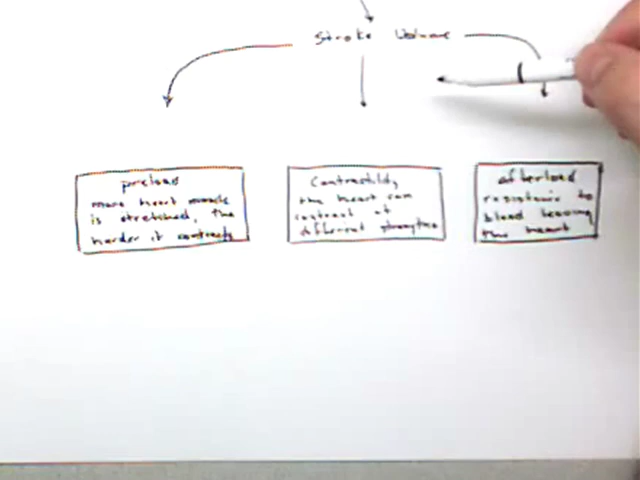 Stroke Volume
preload
more heart muscle
is stretched, the
harder it contracts
Contractility
the heart can
contract at
different strengths
afterload
resistance to
blood leaving
the heart